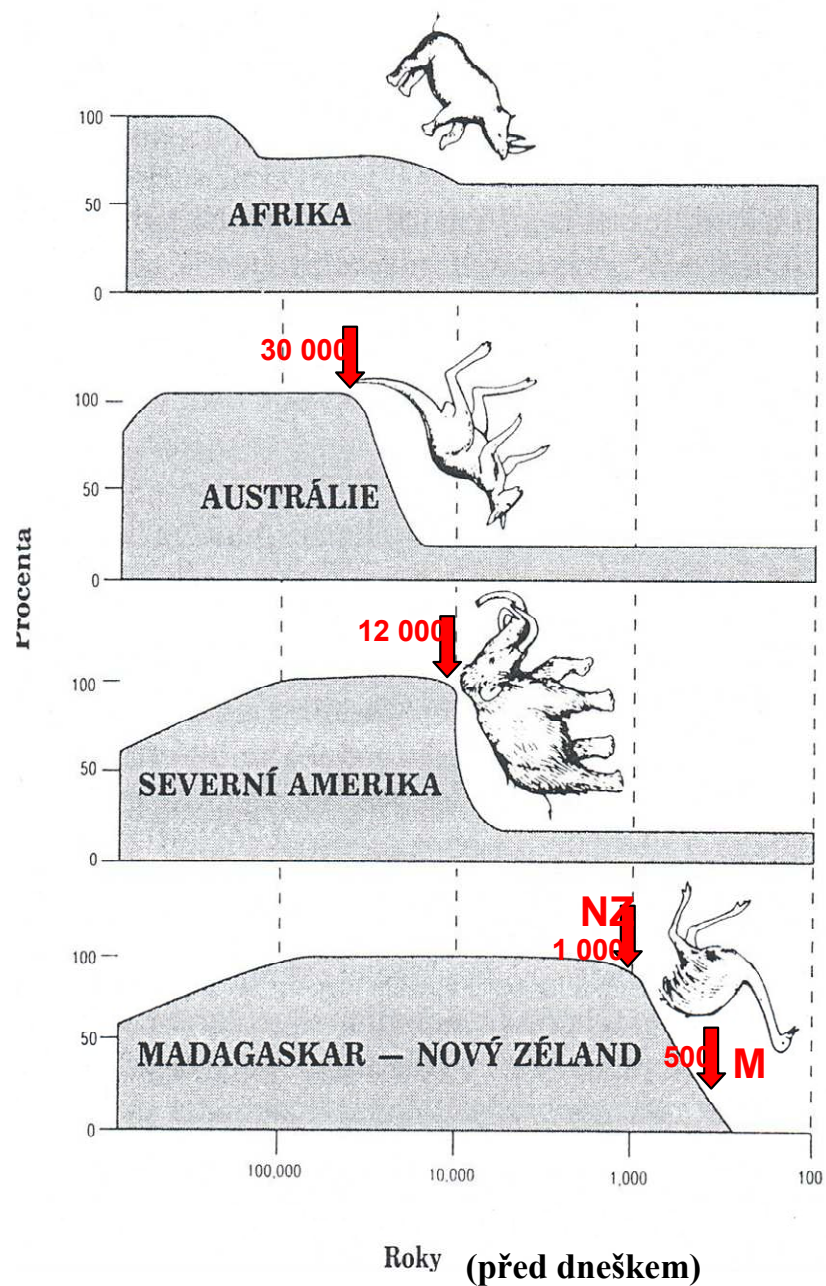 Procenta
100
50
0
AFRIKA
30 000
100
50
0
AUSTRÁLIE
12 000
100
50
0
SEVERNÍ AMERIKA
NZ
1 000
100
50
0
MADAGASKAR — NOVÝ ZÉLAND
500 M
100,000 10,000 1,000 100
Roky (před dneškem)